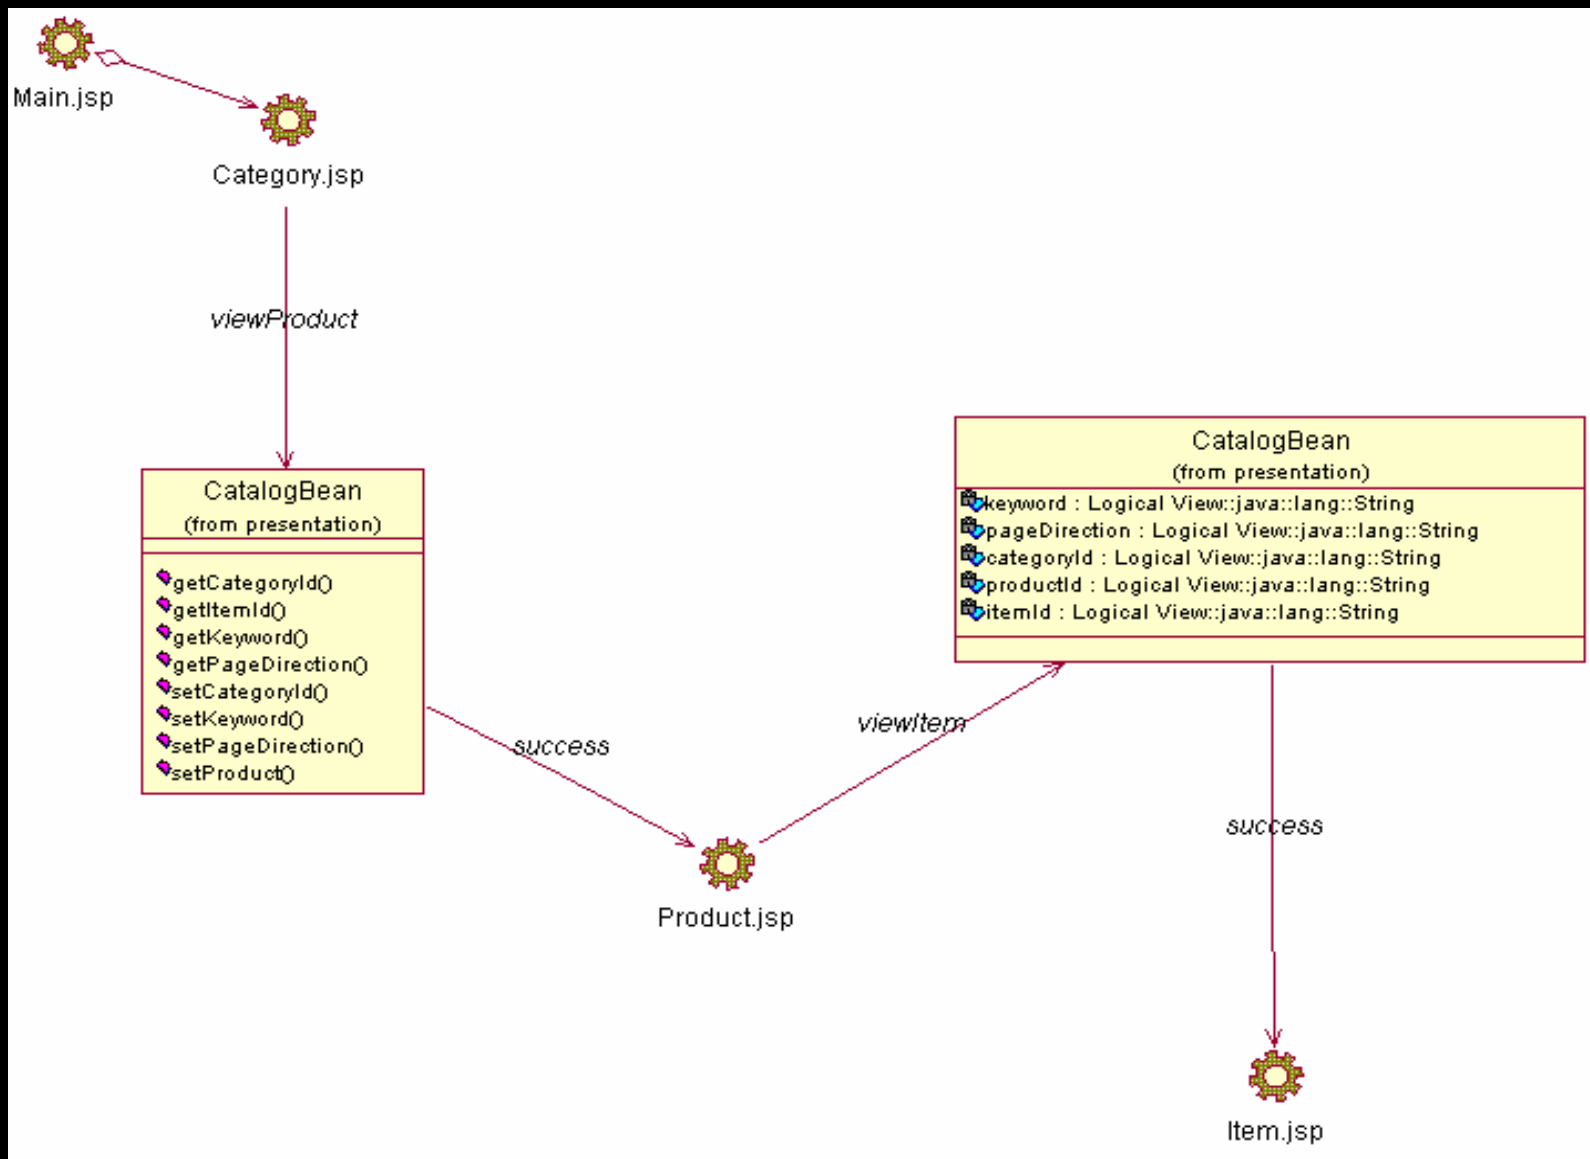 Main.jsp
Category.jsp
viewProduct
CatalogBean
(from presentation)
getCategoryId()
getItemId()
getKeyword()
getPageDirection()
setCategoryId()
setKeyword()
setPageDirection()
setProduct()
success
Product.jsp
viewItem
CatalogBean
(from presentation)
keyword : Logical View::java::lang::String
pageDirection : Logical View::java::lang::String
categoryId : Logical View::java::lang::String
productId : Logical View::java::lang::String
itemId : Logical View::java::lang::String
success
Item.jsp